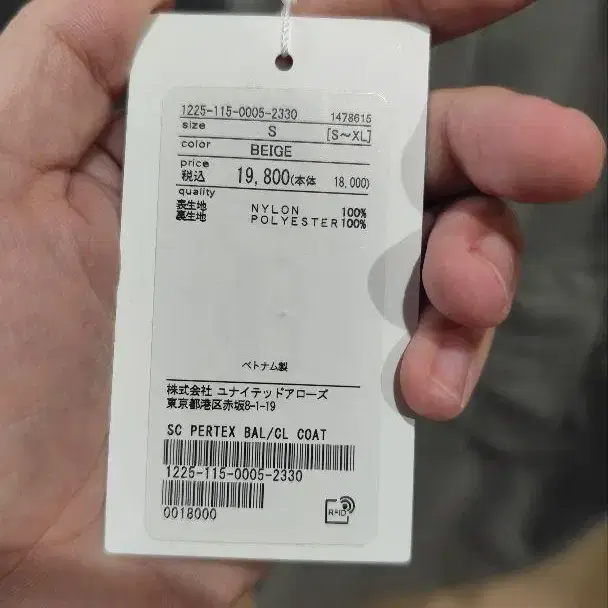 1225-115-0005-2330 1478615
size S [S~XL]
color BEIGE
price
税込 19,800(本体 18,000)
quality
表生地 NYLON 100%
裏生地 POLYESTER 100%
ベトナム製
株式会社 ユナイテッドアローズ
東京都港区赤坂8-1-19
SC PERTEX BAL/CL COAT
1225-115-0005-2330
0018000
RFID